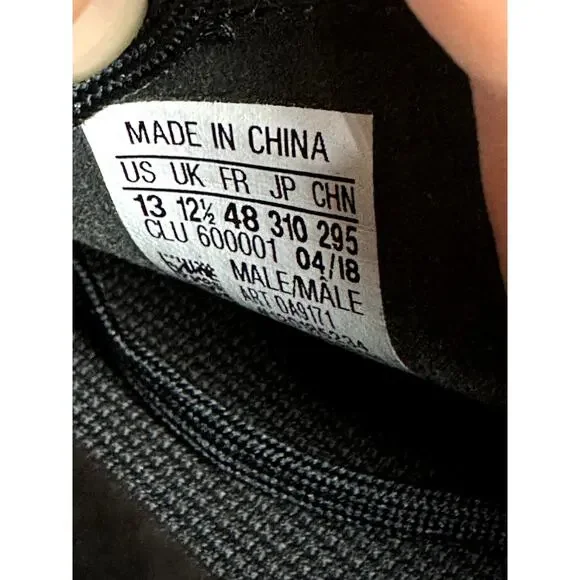 MADE IN CHINA
US UK FR JP CHN
13 12½ 48 310 295
CLU 600001 04/18
MALE/MÂLE
ART DA9171